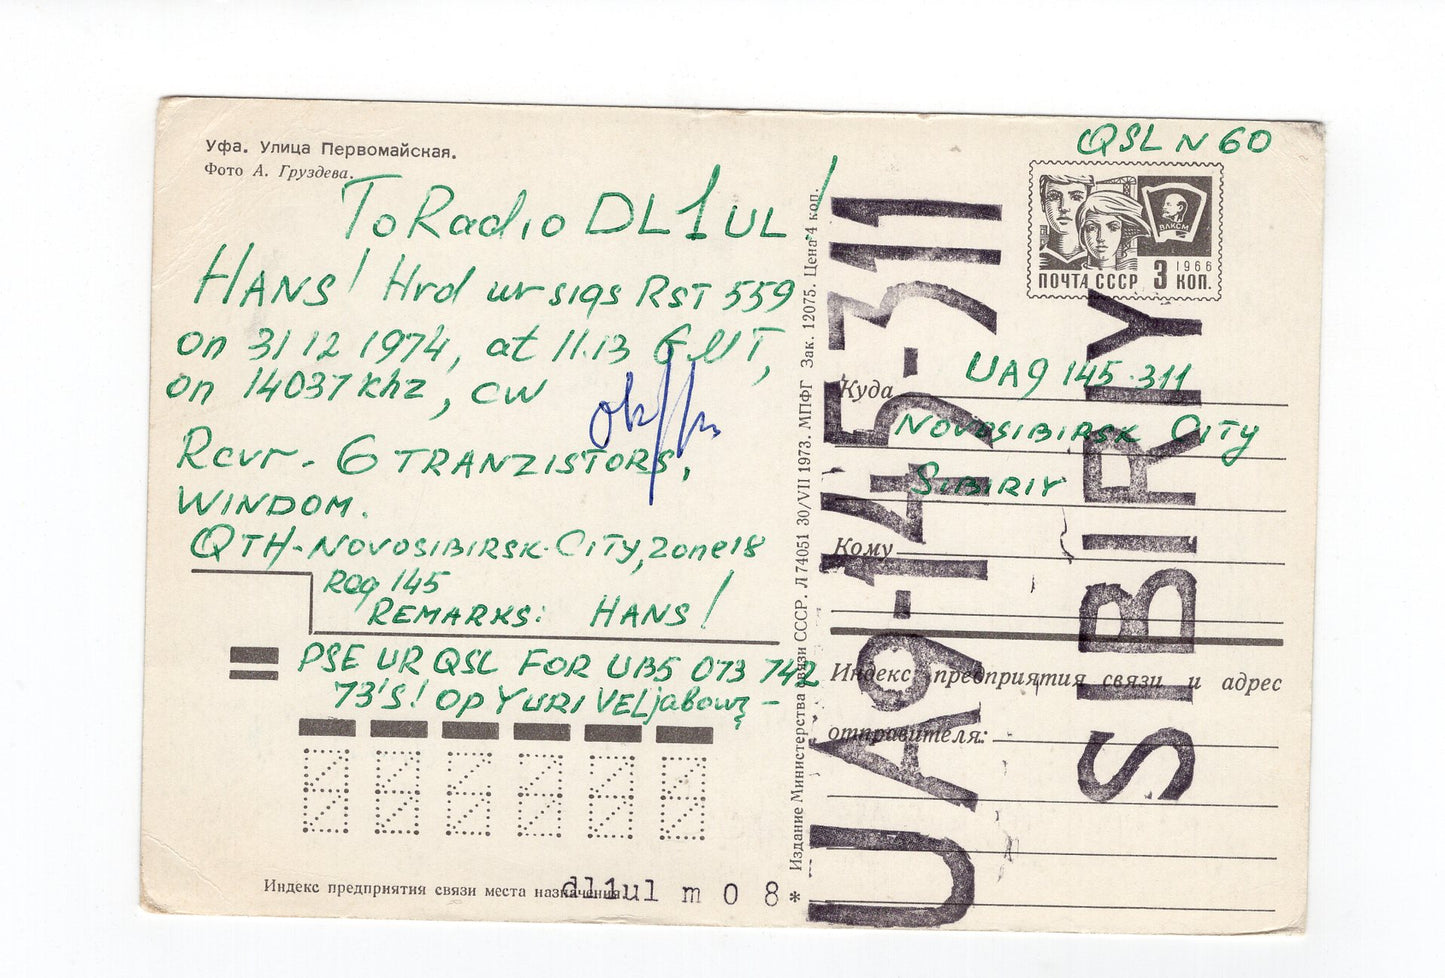 Уфа. Улица Первомайская.
Фото А. Груздева.
To Radio DL1UL!
HANS! Hrd ur sigs RST 559
on 31 12 1974, at 11.13 GMT,
on 14037 khz, CW
Rcvr - 6 TRANZISTORS,
WINDOM.
QTH - NOVOSIBIRSK-CITY, zone 18
Reg 145
REMARKS: HANS!
PSE UR QSL FOR UB5 073 742
73'S! OP YURI
Индекс предприятия связи места назначения.
dl1ul m 0 8 *
Издание Министерства связи СССР. Л 74051 30/VII 1973. МПФГ Зак. 12075. Цена 4 коп.
QSL N 60
ВЛКСМ
1966
ПОЧТА СССР 3 КОП.
UA9-145-311
SIBIRIY
Куда UA9 145-311
NOVOSIBIRSK CITY
SIBIRIY
Кому
Индекс предприятия связи и адрес
отправителя: